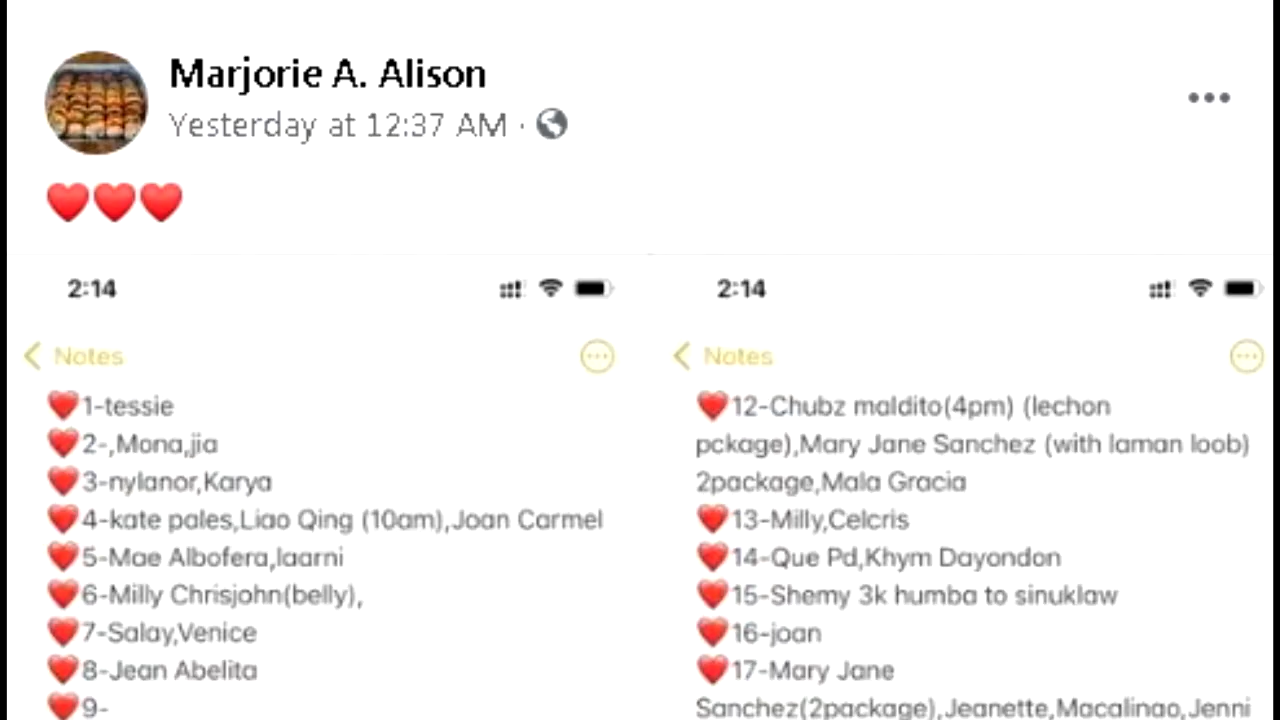 Marjorie A. Alison
Yesterday at 12:37 AM ·
❤️❤️❤️
2:14
Notes
❤️1-tessie
❤️2-,Mona,jia
❤️3-nylanor,Karya
❤️4-kate pales,Liao Qing (10am),Joan Carmel
❤️5-Mae Albofera,laarni
❤️6-Milly Chrisjohn(belly),
❤️7-Salay,Venice
❤️8-Jean Abelita
❤️9-
2:14
Notes
❤️12-Chubz maldito(4pm) (lechon
pckage),Mary Jane Sanchez (with laman loob)
2package,Mala Gracia
❤️13-Milly,Celcris
❤️14-Que Pd,Khym Dayondon
❤️15-Shemy 3k humba to sinuklaw
❤️16-joan
❤️17-Mary Jane
Sanchez(2package),Jeanette,Macalinao,Jenni